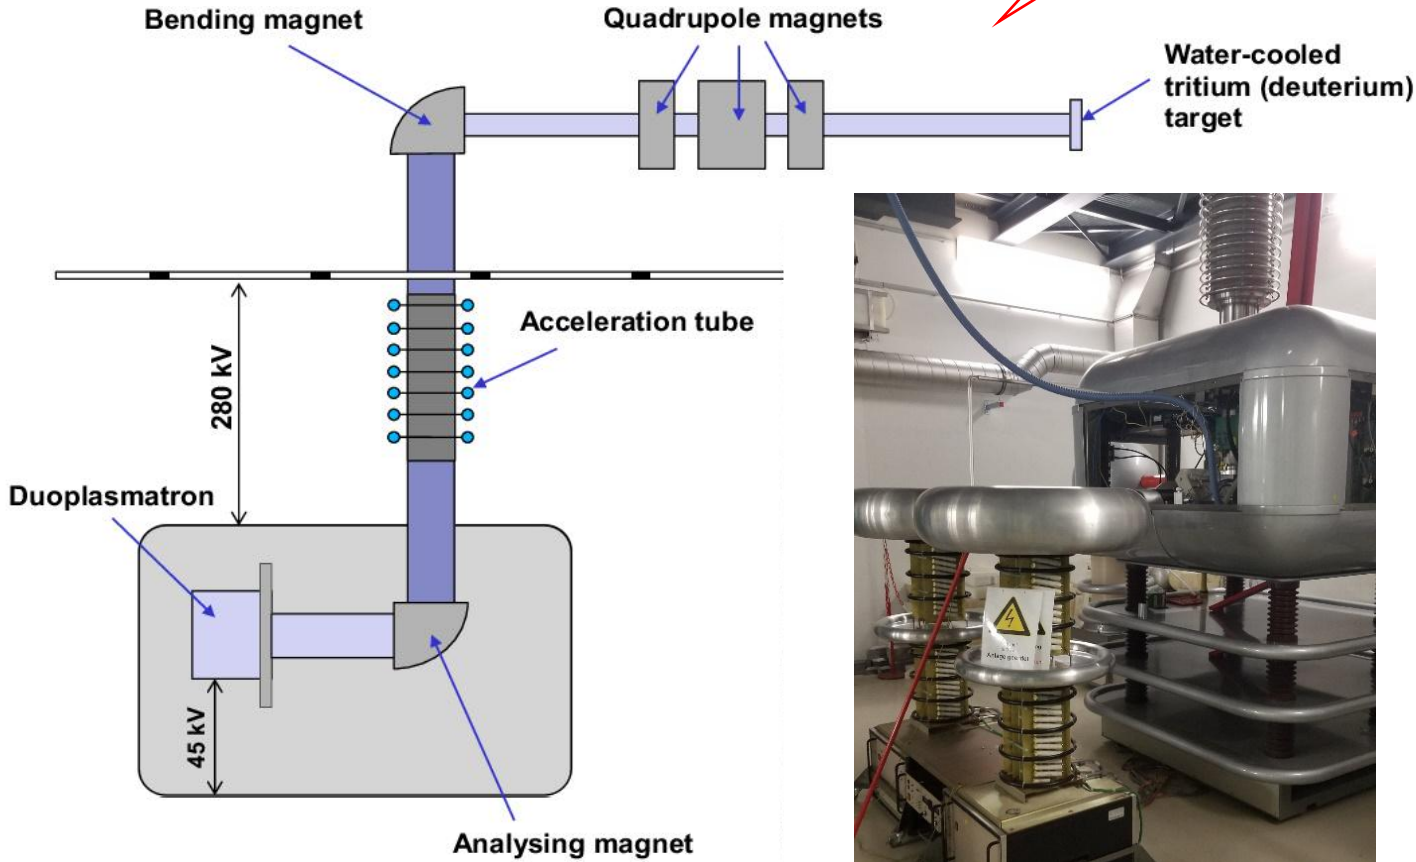 Bending magnet
Quadrupole magnets
Water-cooled
tritium (deuterium)
target
Acceleration tube
280 kV
Duoplasmatron
45 kV
Analysing magnet